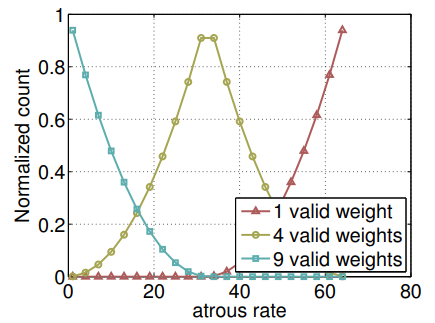 1
0.8
0.6
0.4
0.2
0
Normalized count
1 valid weight
4 valid weights
9 valid weights
0 20 40 60 80
atrous rate